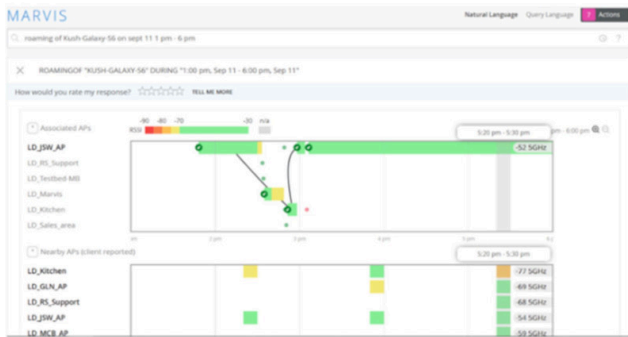 MARVIS
Natural Language Query Language 7 Actions
roaming of Kush-Galaxy-S6 on sept 11 1 pm - 6 pm
ROAMINGOF "KUSH-GALAXY-S6" DURING "1:00 pm, Sep 11 - 6:00 pm, Sep 11"
How would you rate my response? TELL ME MORE
Associated APs RSSI -90 -80 -70 -30 n/a 5:20 pm - 5:30 pm pm - 6:00 pm
LD_JSW_AP -52 5GHz
LD_RS_Support
LD_Testbed-MB
LD_Marvis
LD_Kitchen
LD_Sales_area
2 pm 3 pm 4 pm 5 pm
Nearby APs (client reported) 5:20 pm - 5:30 pm
LD_Kitchen -77 5GHz
LD_GLN_AP -69 5GHz
LD_RS_Support -68 5GHz
LD_JSW_AP -54 5GHz
LD_MCB_AP -59 5GHz